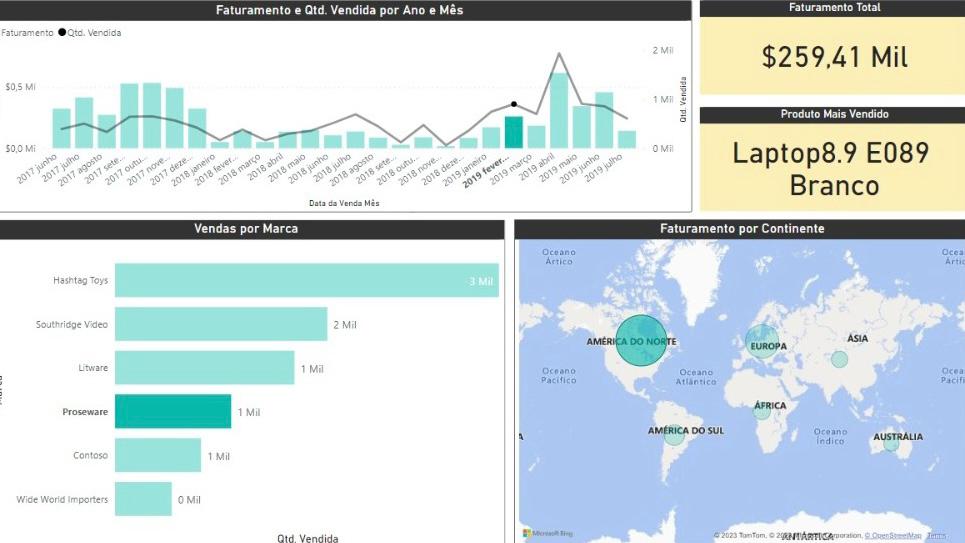 Faturamento e Qtd. Vendida por Ano e Mês
Faturamento Qtd. Vendida
$0,5 Mi
$0,0 Mi
2 Mil
1 Mil
0 Mil
Qtd. Vendida
2017 junho
2017 julho
2017 agosto
2017 sete...
2017 outu...
2017 nove...
2017 deze...
2018 janeiro
2018 fever...
2018 março
2018 abril
2018 maio
2018 junho
2018 julho
2018 agosto
2018 sete...
2018 outu...
2018 nove...
2018 deze...
2019 janeiro
2019 fever...
2019 março
2019 abril
2019 maio
2019 junho
2019 julho
Data da Venda Mês
Faturamento Total
$259,41 Mil
Produto Mais Vendido
Laptop8.9 E089
Branco
Vendas por Marca
Marca
Hashtag Toys 3 Mil
Southridge Video 2 Mil
Litware 1 Mil
Proseware 1 Mil
Contoso 1 Mil
Wide World Importers 0 Mil
Qtd. Vendida
Faturamento por Continente
Oceano
Ártico
AMÉRICA DO NORTE
EUROPA
ÁSIA
Oceano
Pacífico
Oceano
Atlântico
ÁFRICA
AMÉRICA DO SUL
Oceano
Índico
AUSTRÁLIA
ANTÁRTICA
Microsoft Bing
© 2023 TomTom, © 2023 Microsoft Corporation, © OpenStreetMap Terms